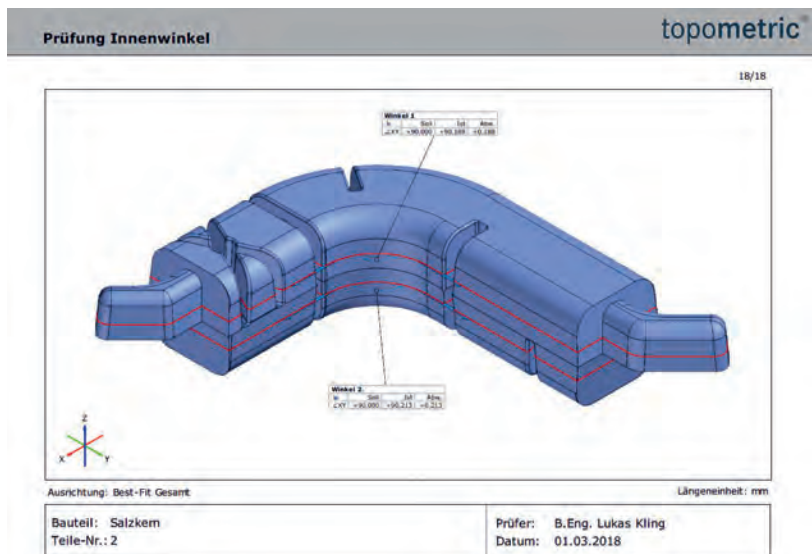 Prüfung Innenwinkel
topometric
18/18
Winkel 1
Soll Ist Abw.
∠XY +90.000 +90.189 +0.189
Winkel 2
Soll Ist Abw.
∠XY +90.000 +90.213 +0.213
Z
X Y
Ausrichtung: Best-Fit Gesamt
Längeneinheit: mm
Bauteil: Salzkern
Teile-Nr.: 2
Prüfer: B.Eng. Lukas Kling
Datum: 01.03.2018